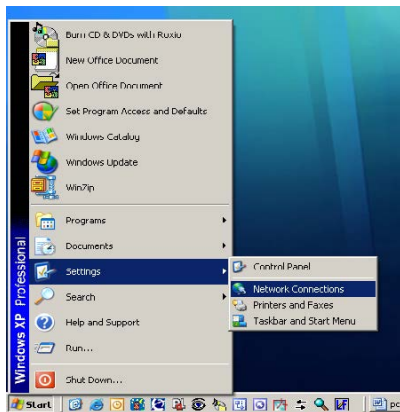 Burn CD & DVDs with Roxio
New Office Document
Open Office Document
Set Program Access and Defaults
Windows Catalog
Windows Update
WinZip
Programs
Documents
Settings
Search
Help and Support
Run...
Shut Down...
Windows XP Professional
Control Panel
Network Connections
Printers and Faxes
Taskbar and Start Menu
Start